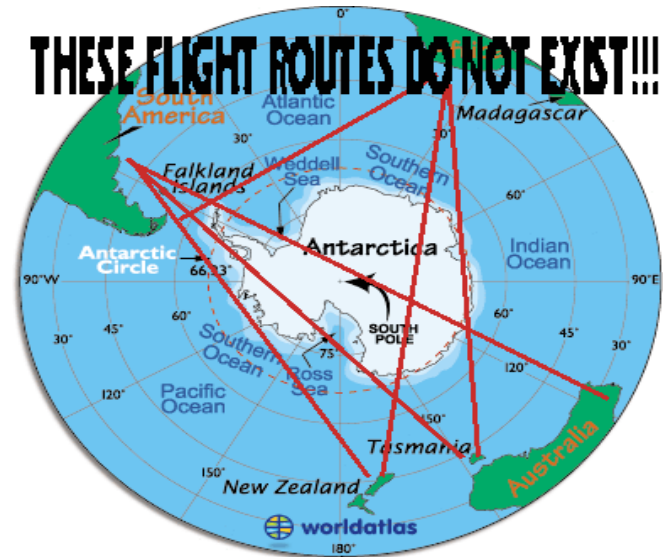 0°
THESE FLIGHT ROUTES DO NOT EXIST!!!
South
America
Atlantic
Ocean
Madagascar
30°
Falkland
Islands
Weddell
Sea
Southern
Ocean
60°
60°
Antarctica
Antarctic
Circle
66.33°
Indian
Ocean
90°W
90°E
SOUTH
POLE
30°
45°
60°
75°
60°
45°
30°
Southern
Ocean
Ross
Sea
120°
120°
Pacific
Ocean
150°
150°
Tasmania
Australia
New Zealand
worldatlas
180°